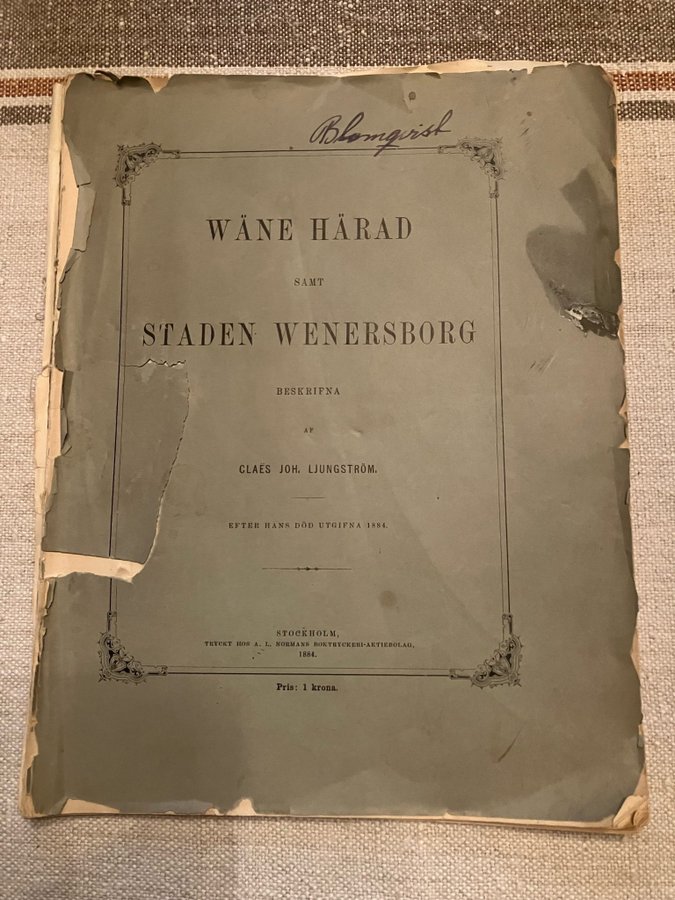 Blomqvist
WÄNE HÄRAD
SAMT
STADEN WENERSBORG
BESKRIFNA
AF
CLAËS JOH. LJUNGSTRÖM.
EFTER HANS DÖD UTGIFNA 1884.
STOCKHOLM,
TRYCKT HOS A. L. NORMANS BOKTRYCKERI-AKTIEBOLAG,
1884.
Pris: 1 krona.